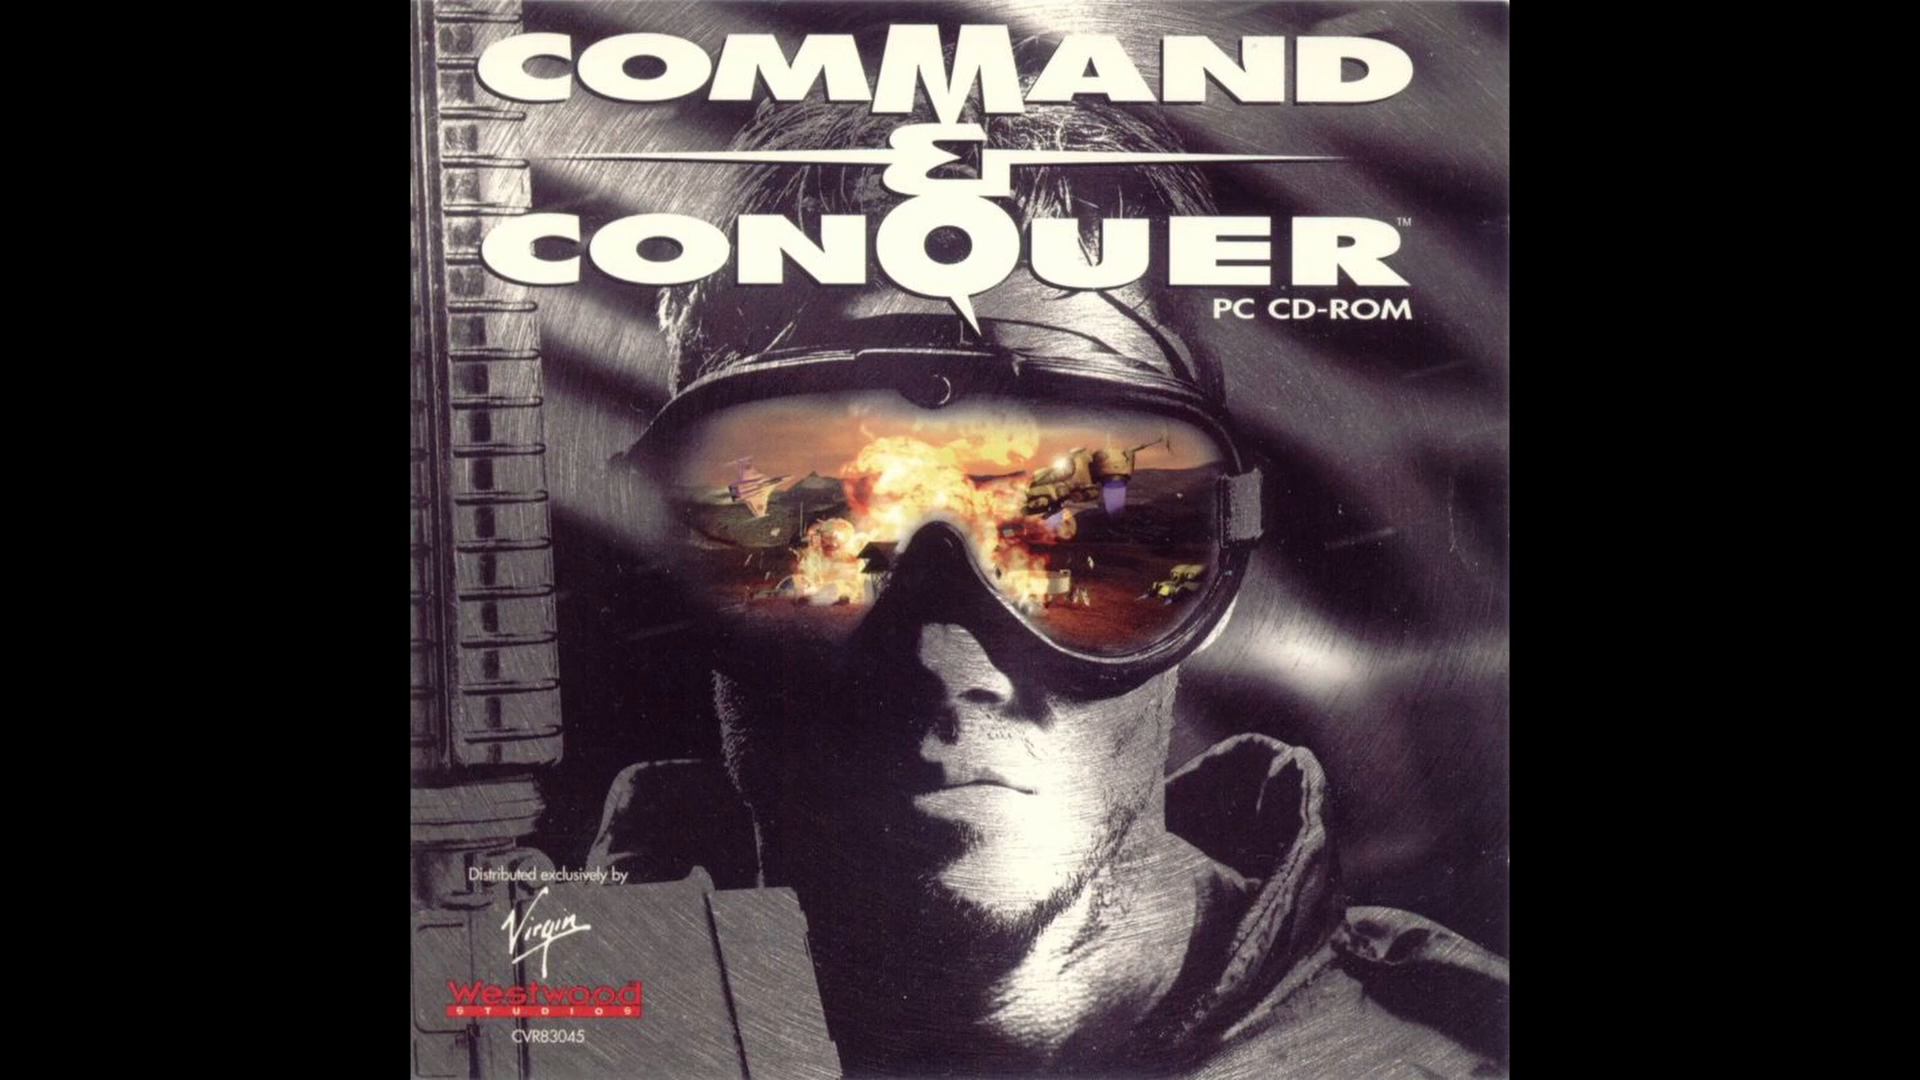 COMMAND
&
CONQUER™
PC CD-ROM
Distributed exclusively by
Virgin
Westwood
STUDIOS
CVR83045